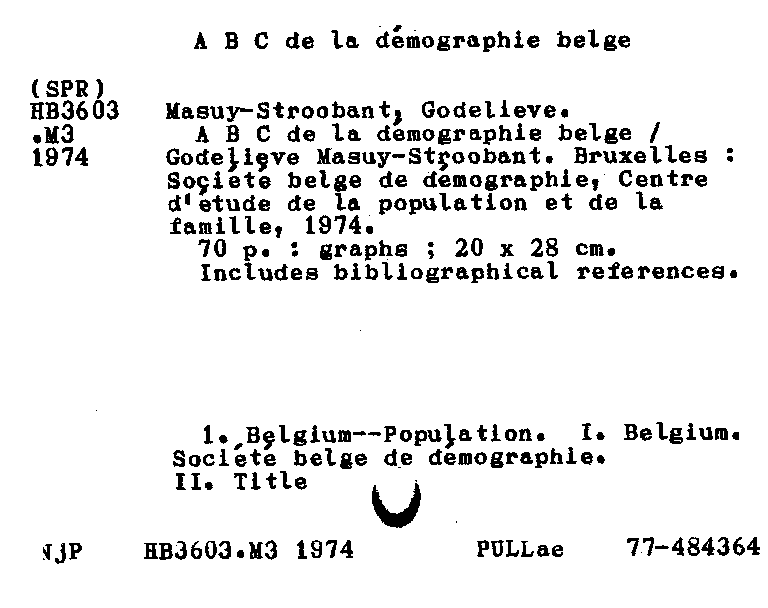 A B C de la démographie belge
(SPR)
HB3603 Masuy-Stroobant, Godelieve.
.M3 A B C de la démographie belge /
1974 Godelieve Masuy-Stroobant. Bruxelles :
Société belge de démographie, Centre
d'étude de la population et de la
famille, 1974.
70 p. : graphs ; 20 x 28 cm.
Includes bibliographical references.
1. Belgium--Population. I. Belgium.
Société belge de démographie.
II. Title
NjP HB3603.M3 1974 PULLae 77-484364